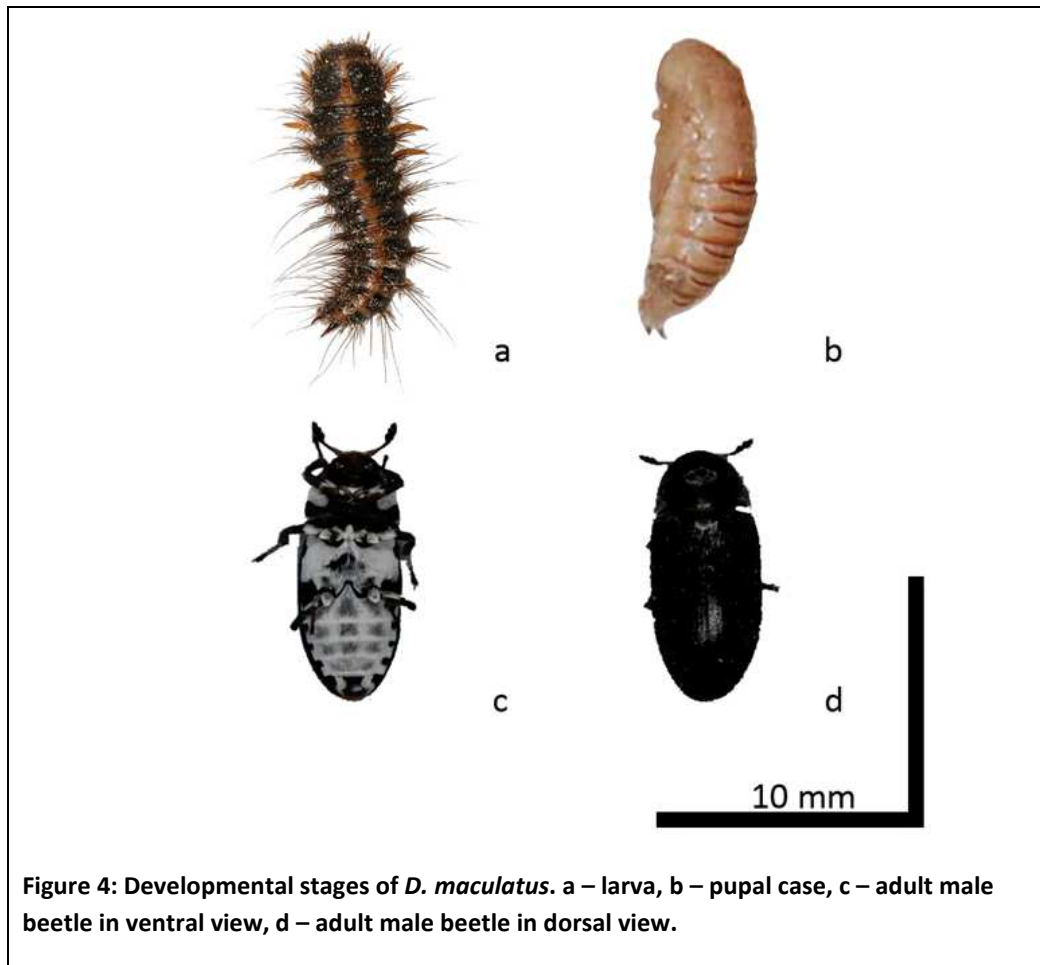 a
b
c
d
10 mm
Figure 4: Developmental stages of D. maculatus. a – larva, b – pupal case, c – adult male
beetle in ventral view, d – adult male beetle in dorsal view.